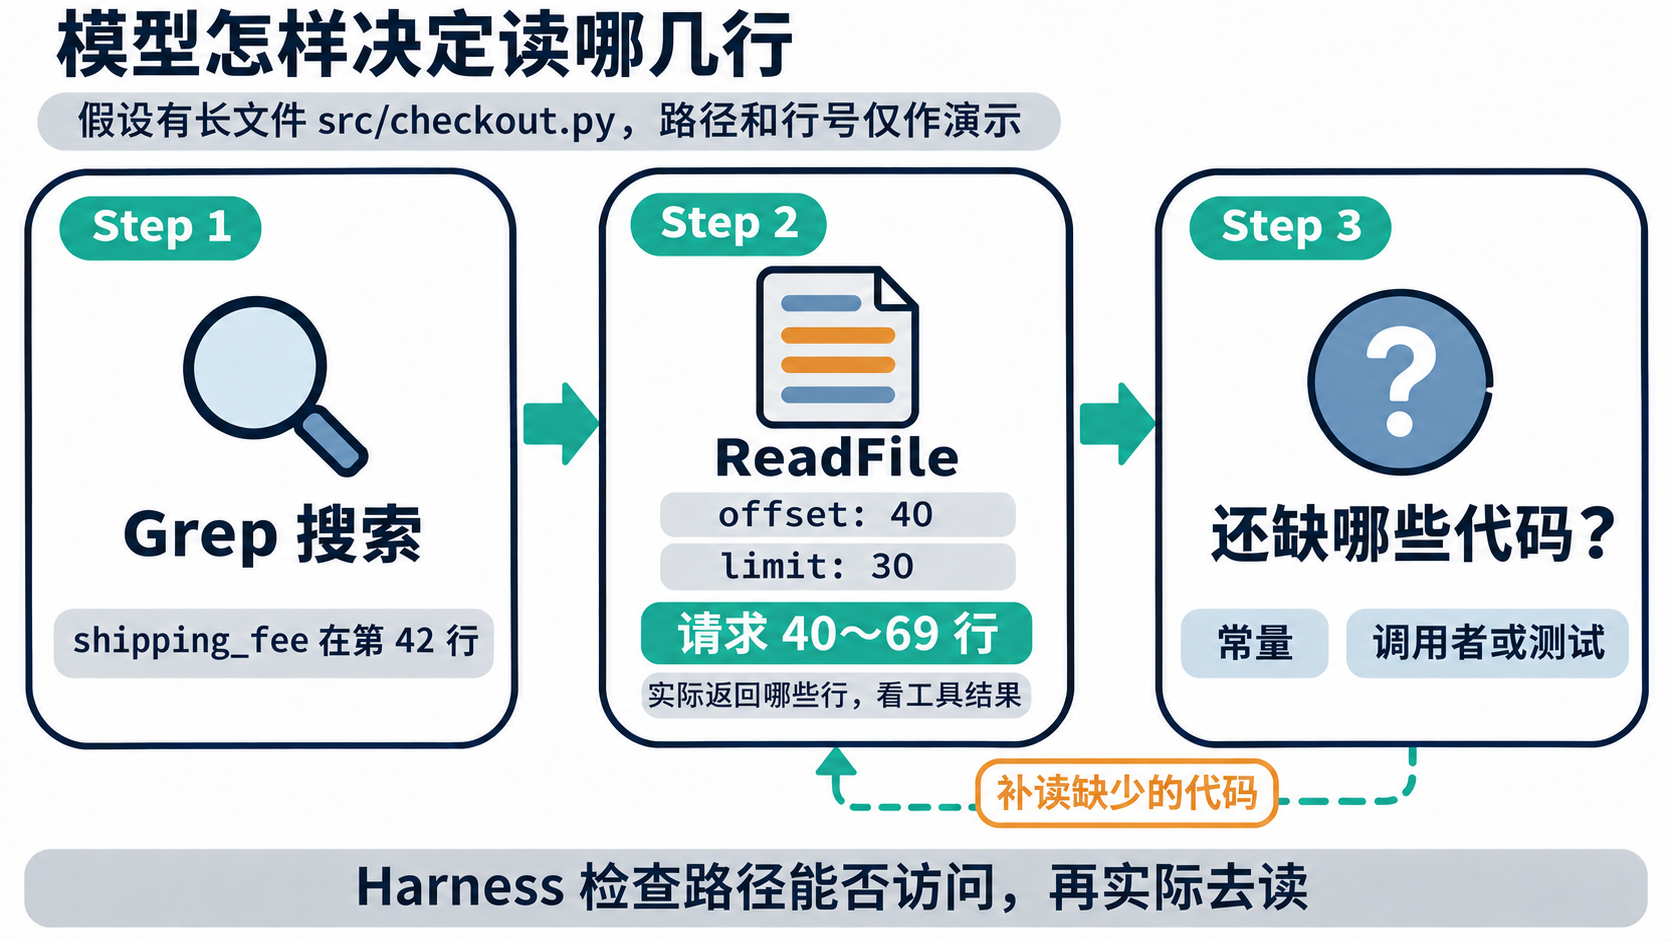 模型怎样决定读哪几行
假设有长文件 src/checkout.py，路径和行号仅作演示
Step 1
Grep 搜索
shipping_fee 在第 42 行
Step 2
ReadFile
offset: 40
limit: 30
请求 40～69 行
实际返回哪些行，看工具结果
Step 3
?
还缺哪些代码？
常量
调用者或测试
补读缺少的代码
Harness 检查路径能否访问，再实际去读